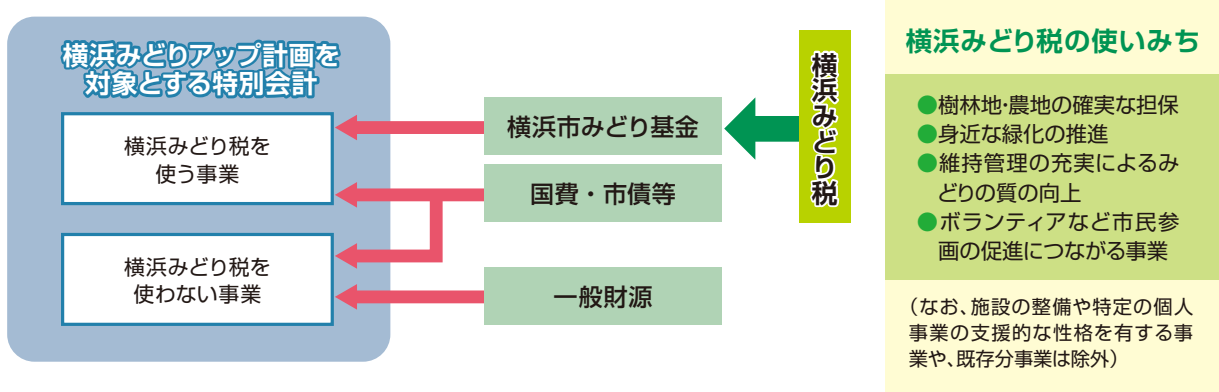 横浜みどりアップ計画を
対象とする特別会計
横浜みどり税を
使う事業
横浜みどり税を
使わない事業
横浜市みどり基金
国費・市債等
一般財源
横浜みどり税
横浜みどり税の使いみち
●樹林地・農地の確実な担保
●身近な緑化の推進
●維持管理の充実によるみ
どりの質の向上
●ボランティアなど市民参
画の促進につながる事業
(なお、施設の整備や特定の個人
事業の支援的な性格を有する事
業や、既存分事業は除外)